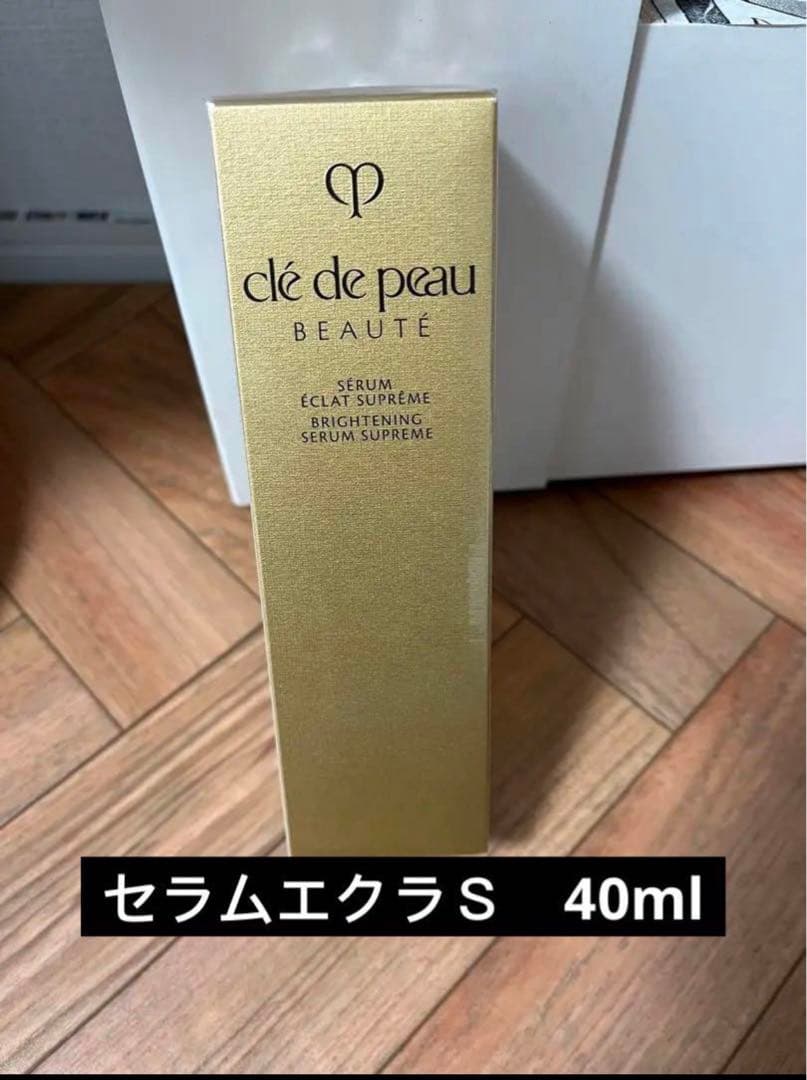 clé de peau
BEAUTÉ
SÉRUM
ÉCLAT SUPRÊME
BRIGHTENING
SERUM SUPREME
セラムエクラS 40ml